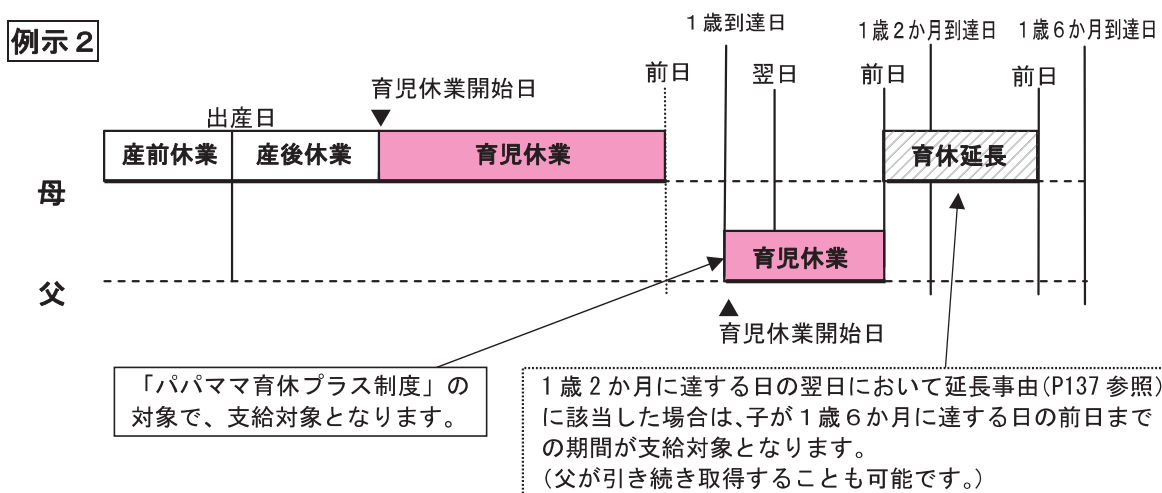 例示２
１歳到達日
１歳２か月到達日
１歳６か月到達日
前日
翌日
前日
前日
育児休業開始日
▼
出産日
産前休業
産後休業
育児休業
育休延長
母
育児休業
父
▲
育児休業開始日
「パパママ育休プラス制度」の
対象で、支給対象となります。
１歳２か月に達する日の翌日において延長事由(P137参照)
に該当した場合は、子が１歳６か月に達する日の前日まで
の期間が支給対象となります。
(父が引き続き取得することも可能です。)